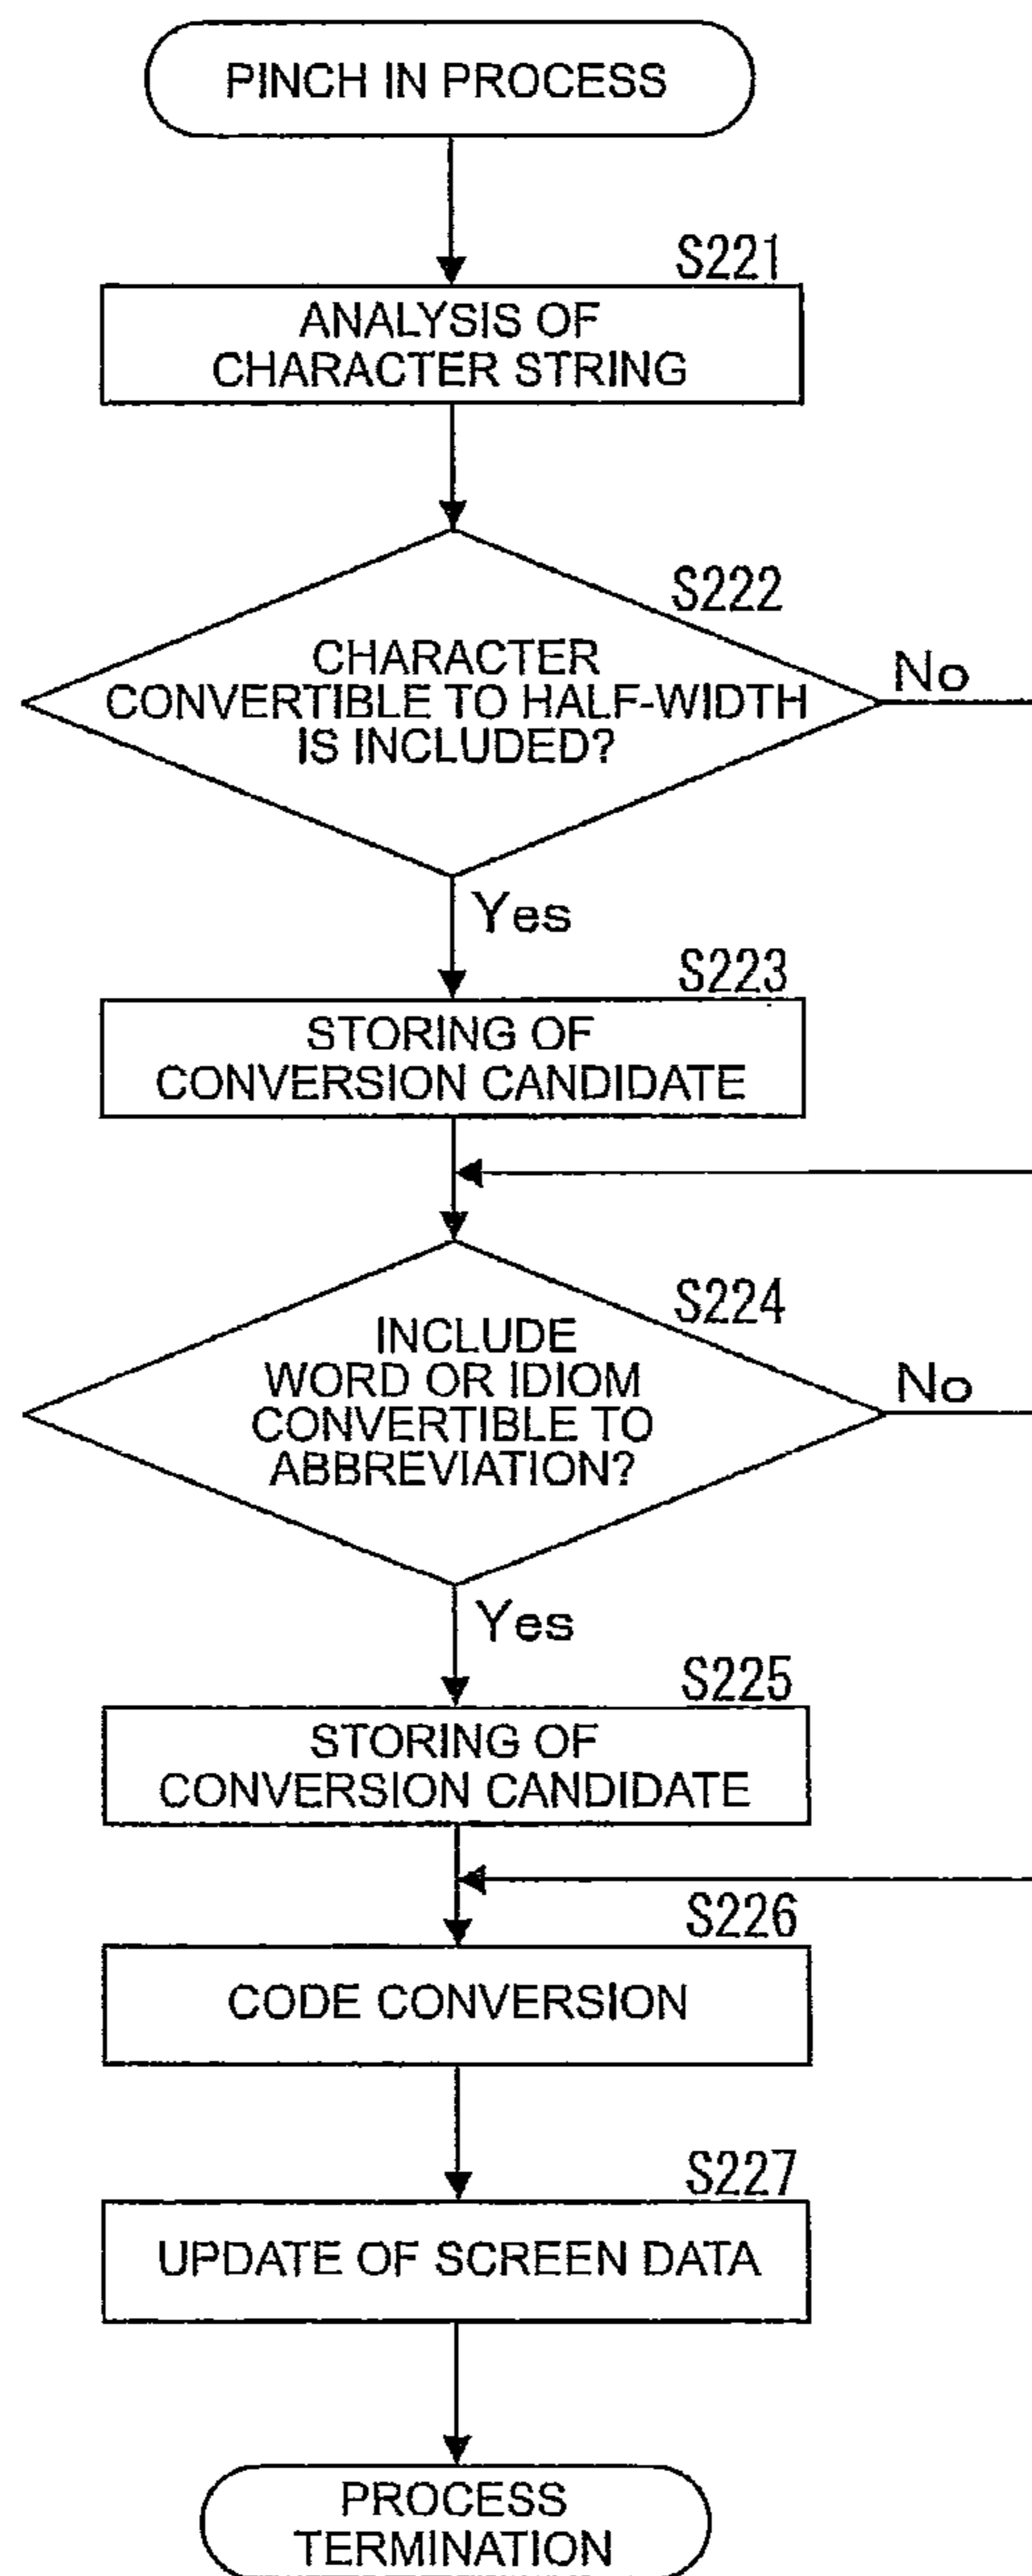 PINCH IN PROCESS
S221
ANALYSIS OF
CHARACTER STRING
S222
CHARACTER
CONVERTIBLE TO HALF-WIDTH
IS INCLUDED?
No
Yes
S223
STORING OF
CONVERSION CANDIDATE
S224
INCLUDE
WORD OR IDIOM
CONVERTIBLE TO
ABBREVIATION?
No
Yes
S225
STORING OF
CONVERSION CANDIDATE
S226
CODE CONVERSION
S227
UPDATE OF SCREEN DATA
PROCESS
TERMINATION